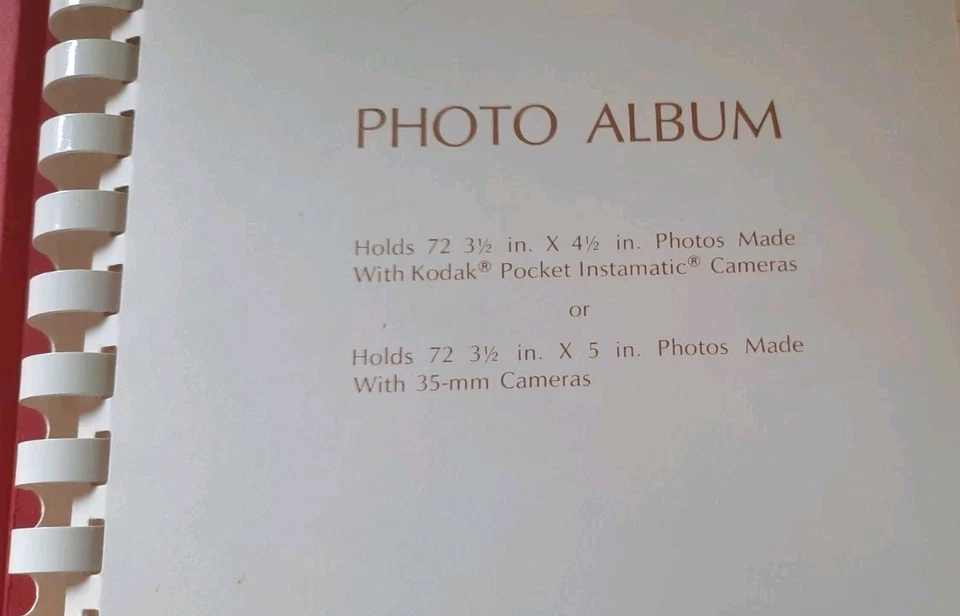 PHOTO ALBUM
Holds 72 3½ in. X 4½ in. Photos Made
With Kodak® Pocket Instamatic® Cameras
or
Holds 72 3½ in. X 5 in. Photos Made
With 35-mm Cameras